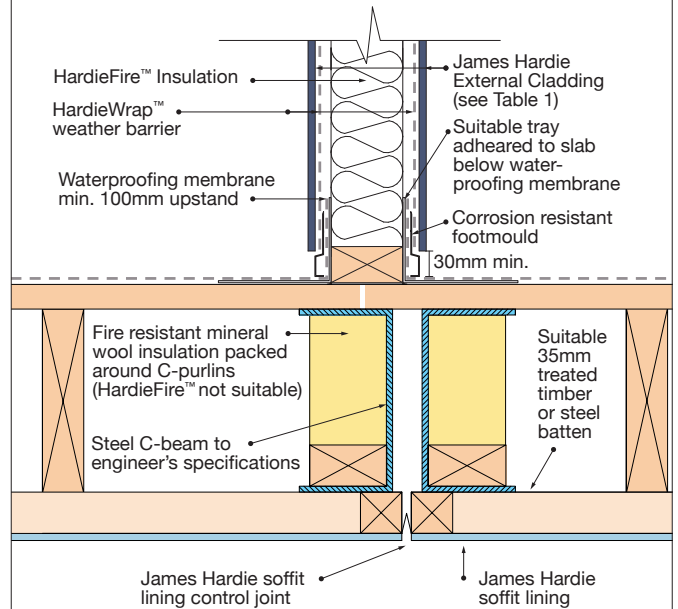 HardieFire™ Insulation
HardieWrap™
weather barrier
Waterproofing membrane
min. 100mm upstand
James Hardie
External Cladding
(see Table 1)
Suitable tray
adheared to slab
below water-
proofing membrane
Corrosion resistant
footmould
30mm min.
Fire resistant mineral
wool insulation packed
around C-purlins
(HardieFire™ not suitable)
Steel C-beam to
engineer's specifications
Suitable
35mm
treated
timber
or steel
batten
James Hardie soffit
lining control joint
James Hardie
soffit lining